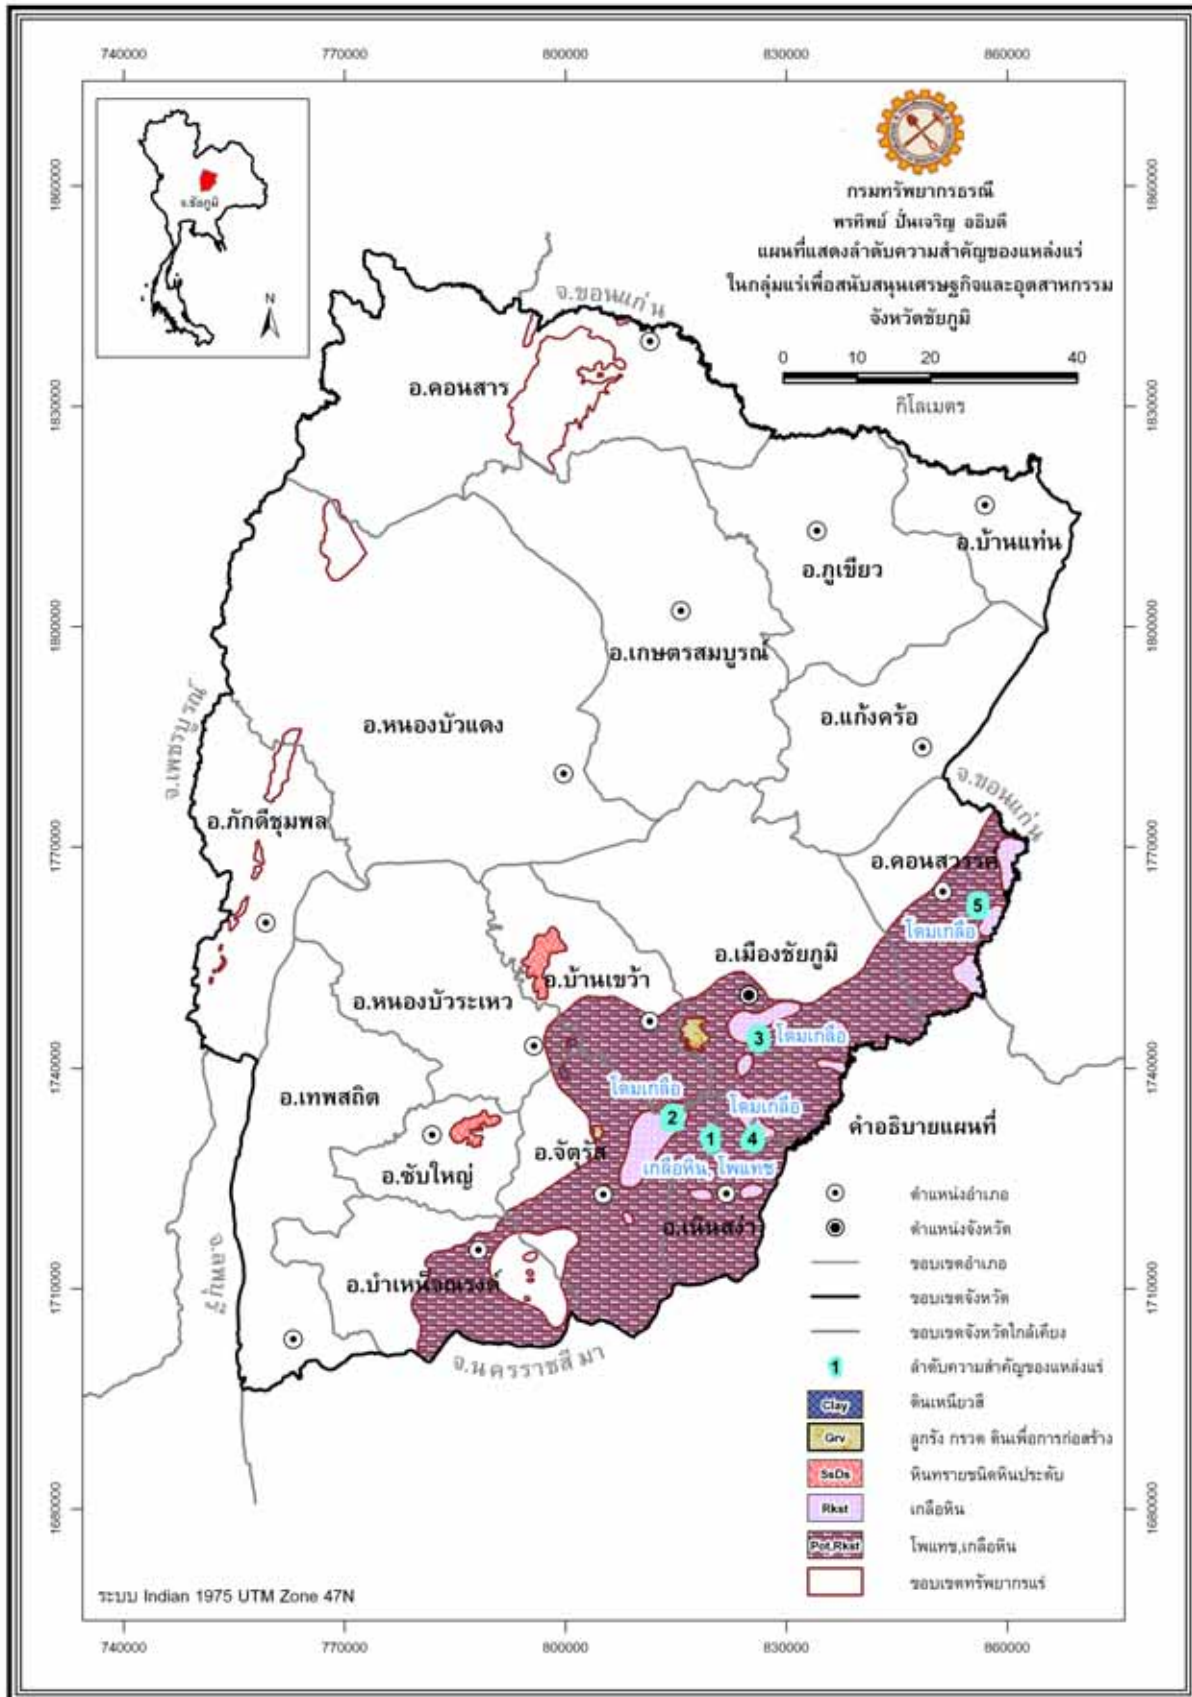 740000 770000 800000 830000 860000
จ.ชัยภูมิ
N
กรมทรัพยากรธรณี
พรทิพย์ ปั่นเจริญ อธิบดี
แผนที่แสดงลำดับความสำคัญของแหล่งแร่
ในกลุ่มแร่เพื่อสนับสนุนเศรษฐกิจและอุตสาหกรรม
จังหวัดชัยภูมิ
0 10 20 40
กิโลเมตร
1860000 1860000
1830000 1830000
1800000 1800000
1770000 1770000
1740000 1740000
1710000 1710000
1680000 1680000
จ.ขอนแก่น
อ.คอนสาร
อ.บ้านแท่น
อ.ภูเขียว
อ.เกษตรสมบูรณ์
จ.เพชรบูรณ์
อ.หนองบัวแดง
อ.แก้งคร้อ
จ.ขอนแก่น
อ.ภักดีชุมพล
อ.คอนสวรรค์
5
โดมเกลือ
อ.เมืองชัยภูมิ
อ.บ้านเขว้า
อ.หนองบัวระเหว
3 โดมเกลือ
โดมเกลือ
อ.เทพสถิต
2
โดมเกลือ
1 4
อ.จัตุรัส
เกลือหิน, โพแทช
อ.ซับใหญ่
อ.เนินสง่า
จ.ลพบุรี
อ.บำเหน็จณรงค์
จ.นครราชสีมา
คำอธิบายแผนที่
ตำแหน่งอำเภอ
ตำแหน่งจังหวัด
ขอบเขตอำเภอ
ขอบเขตจังหวัด
ขอบเขตจังหวัดใกล้เคียง
1 ลำดับความสำคัญของแหล่งแร่
Clay ดินเหนียวสี
Grv ลูกรัง กรวด ดินเพื่อการก่อสร้าง
SsDs หินทรายชนิดหินประดับ
Rkst เกลือหิน
Pot,Rkst โพแทช,เกลือหิน
ขอบเขตทรัพยากรแร่
ระบบ Indian 1975 UTM Zone 47N
740000 770000 800000 830000 860000